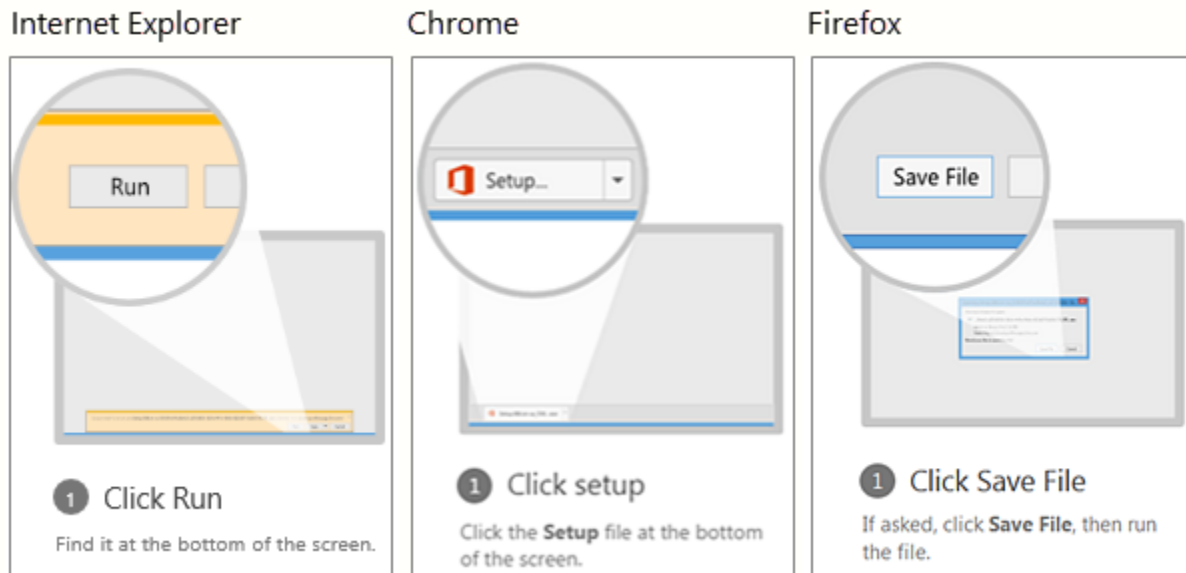 Internet Explorer
Chrome
Firefox
Run
Setup...
Save File
1 Click Run
Find it at the bottom of the screen.
1 Click setup
Click the Setup file at the bottom
of the screen.
1 Click Save File
If asked, click Save File, then run
the file.